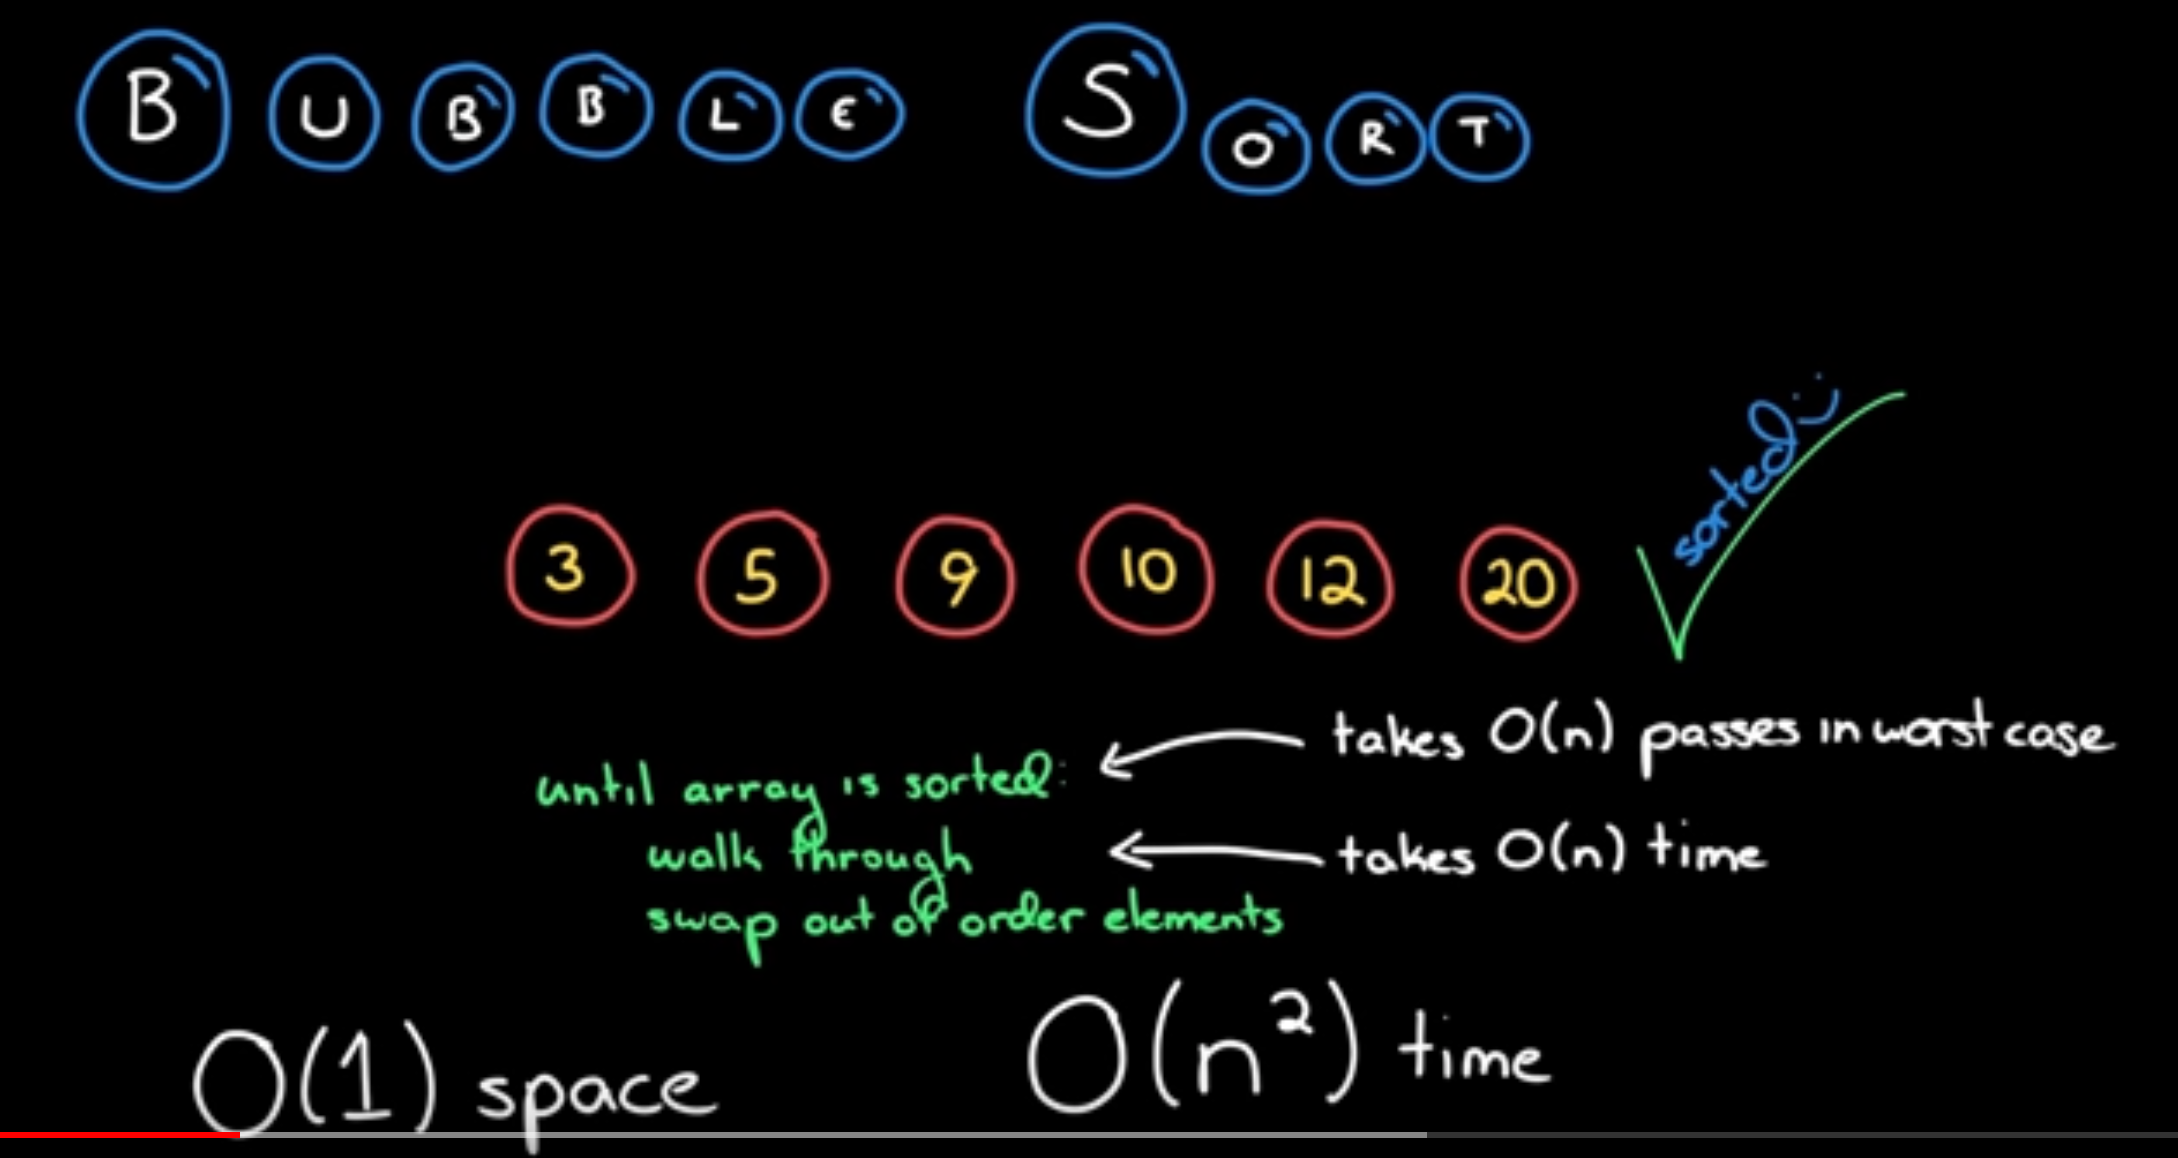 BUBBLE SORT
sorted :)
3 5 9 10 12 20
until array is sorted: takes O(n) passes in worst case
walk through takes O(n) time
swap out of order elements
O(1) space O(n²) time